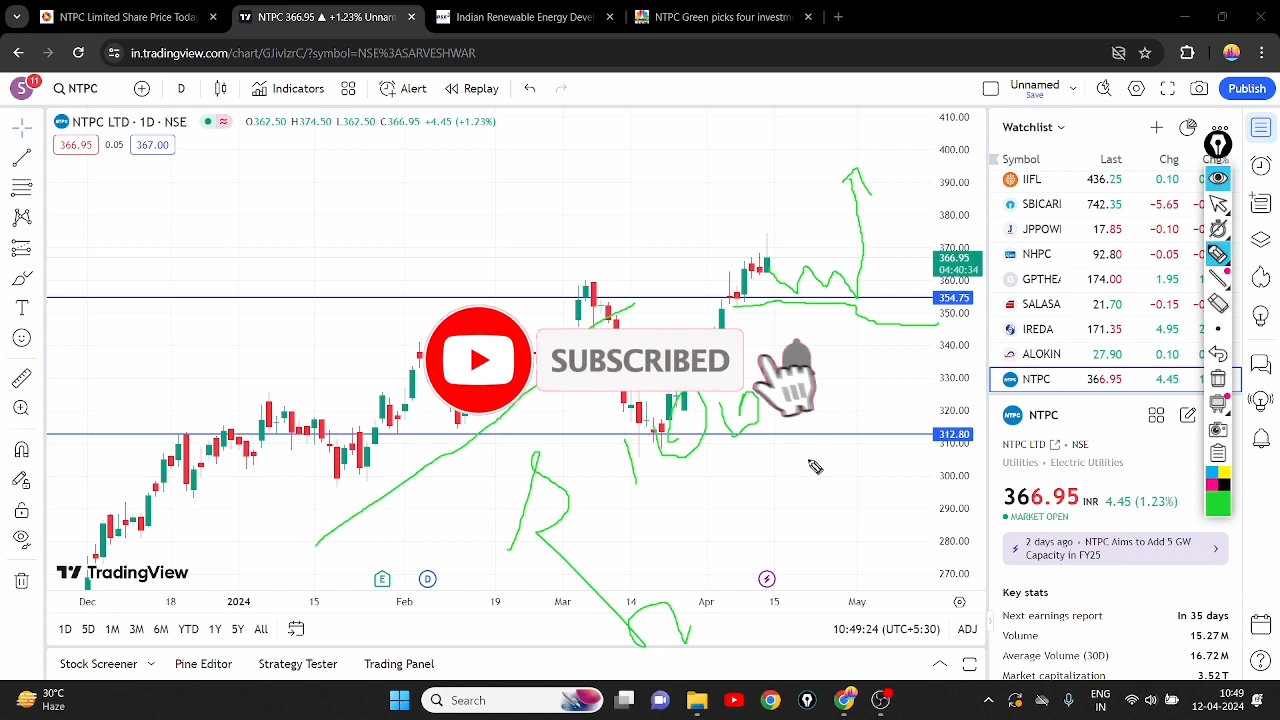 NTPC Limited Share Price Today
NTPC 366.95 ▲ +1.23% Unnam
Indian Renewable Energy Devel
NTPC Green picks four investm
in.tradingview.com/chart/GJivlzrC/?symbol=NSE%3ASARVESHWAR
S 11 NTPC D Indicators Alert Replay Unnamed Save Publish
NTPC LTD · 1D · NSE O362.50 H374.50 L362.50 C366.95 +4.45 (+1.23%)
366.95 0.05 367.00
410.00
400.00
390.00
380.00
370.00
366.95
04:40:34
354.75
350.00
340.00
330.00
320.00
312.80
300.00
290.00
280.00
270.00
SUBSCRIBED
TradingView
E D
Dec 18 2024 15 Feb 19 Mar 14 Apr 15 May
1D 5D 1M 3M 6M YTD 1Y 5Y All 10:49:24 (UTC+5:30) ADJ
Stock Screener Pine Editor Strategy Tester Trading Panel
Watchlist
Symbol Last Chg Chg%
IIFL 436.25 0.10
SBICARI 742.35 -5.65
JPPOWI 17.85 -0.10
NHPC 92.80 -0.05
GPTHEA 174.00 1.95
SALASA 21.70 -0.15
IREDA 171.35 4.95
ALOKIN 27.90 0.10
NTPC 366.95 4.45
NTPC
NTPC LTD · NSE
Utilities · Electric Utilities
366.95 INR 4.45 (1.23%)
MARKET OPEN
2 days ago · NTPC Aims to Add 5 GW
Capacity in FY25
Key stats
Next earnings report In 35 days
Volume 15.27M
Average Volume (30D) 16.72M
Market capitalization 3.52T
30°C
Haze
Search
ENG
IN
10:49
12-04-2024